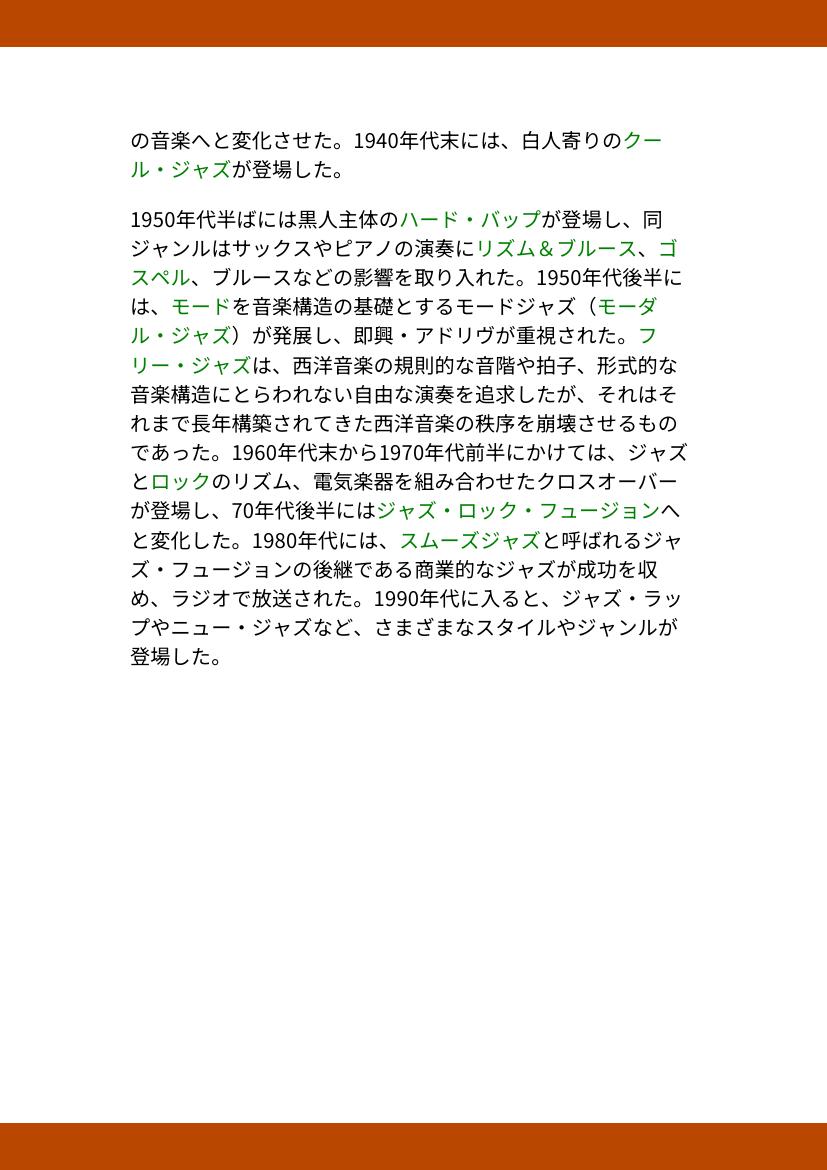 の音楽へと変化させた。1940年代末には、白人寄りのクー
ル・ジャズが登場した。
1950年代半ばには黒人主体のハード・バップが登場し、同
ジャンルはサックスやピアノの演奏にリズム＆ブルース、ゴ
スペル、ブルースなどの影響を取り入れた。1950年代後半に
は、モードを音楽構造の基礎とするモードジャズ（モーダ
ル・ジャズ）が発展し、即興・アドリヴが重視された。フ
リー・ジャズは、西洋音楽の規則的な音階や拍子、形式的な
音楽構造にとらわれない自由な演奏を追求したが、それはそ
れまで長年構築されてきた西洋音楽の秩序を崩壊させるもの
であった。1960年代末から1970年代前半にかけては、ジャズ
とロックのリズム、電気楽器を組み合わせたクロスオーバー
が登場し、70年代後半にはジャズ・ロック・フュージョンへ
と変化した。1980年代には、スムーズジャズと呼ばれるジャ
ズ・フュージョンの後継である商業的なジャズが成功を収
め、ラジオで放送された。1990年代に入ると、ジャズ・ラッ
プやニュー・ジャズなど、さまざまなスタイルやジャンルが
登場した。